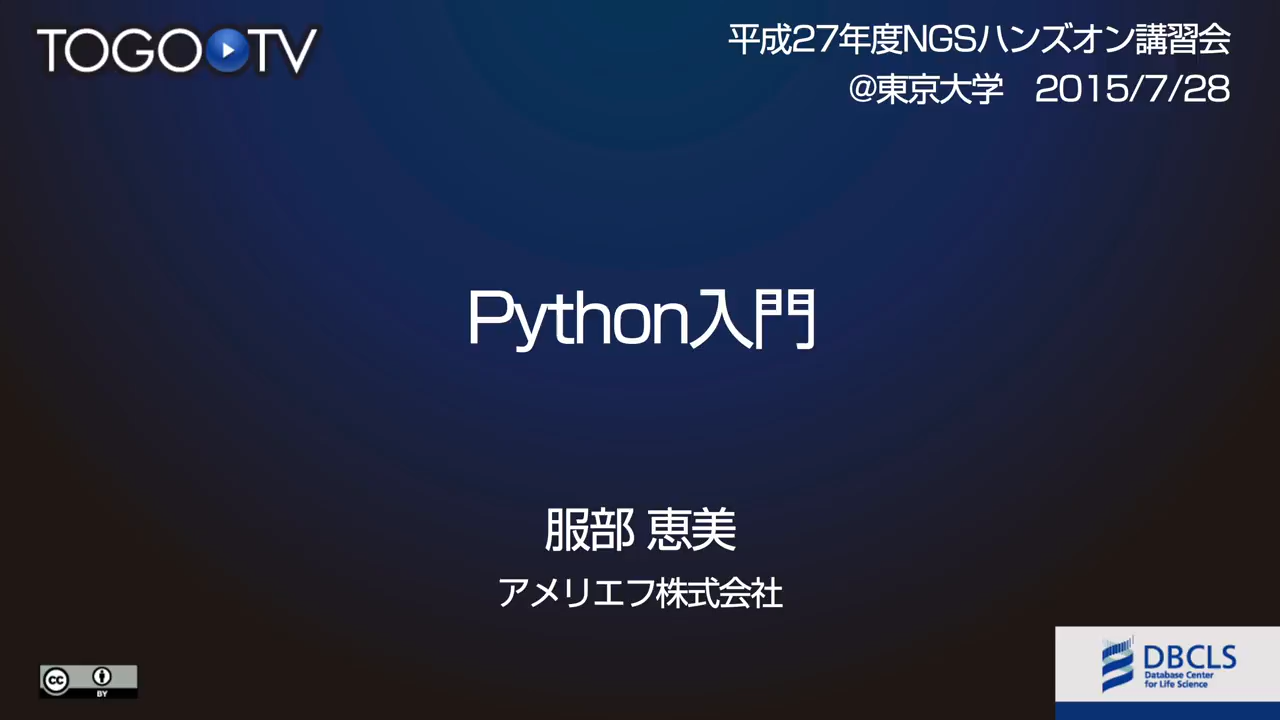 TOGO TV
平成27年度NGSハンズオン講習会
@東京大学　2015/7/28
Python入門
服部 恵美
アメリエフ株式会社
cc
BY
DBCLS
Database Center
for Life Science